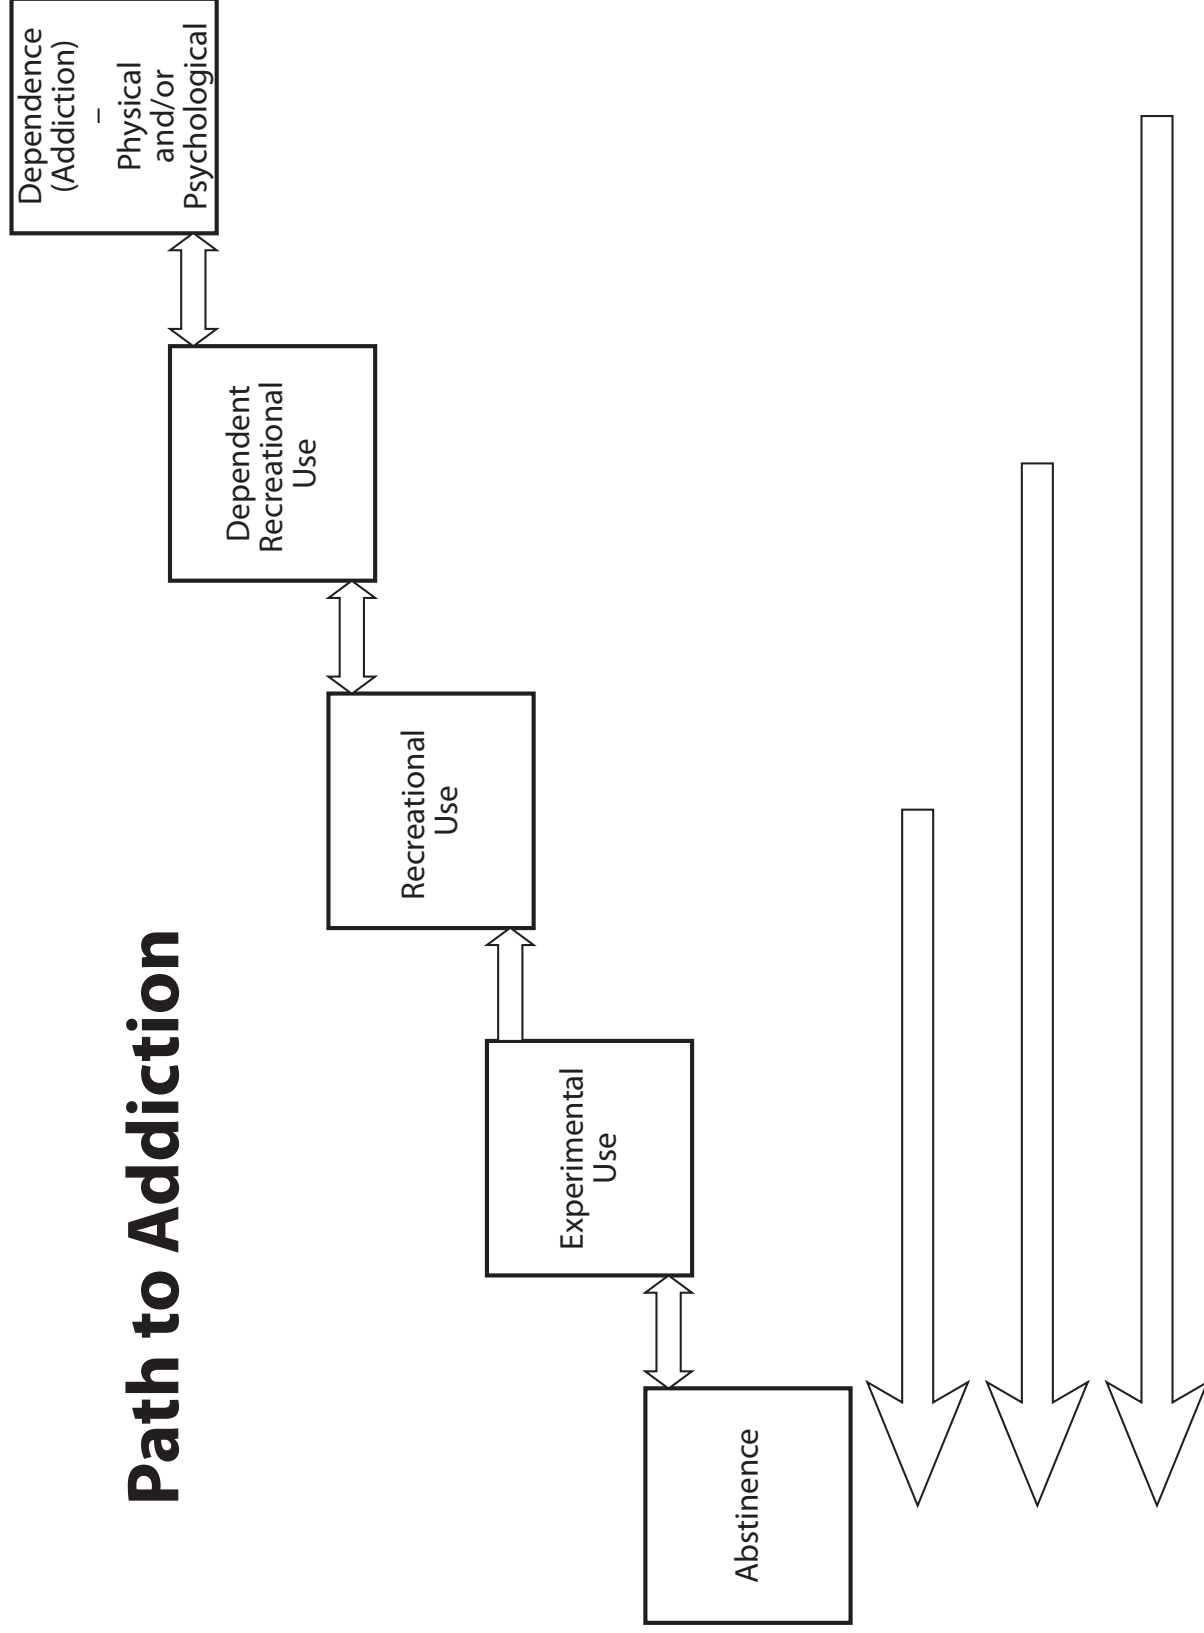 Path to Addiction
Abstinence
Experimental
Use
Recreational
Use
Dependent
Recreational
Use
Dependence
(Addiction)
–
Physical
and/or
Psychological